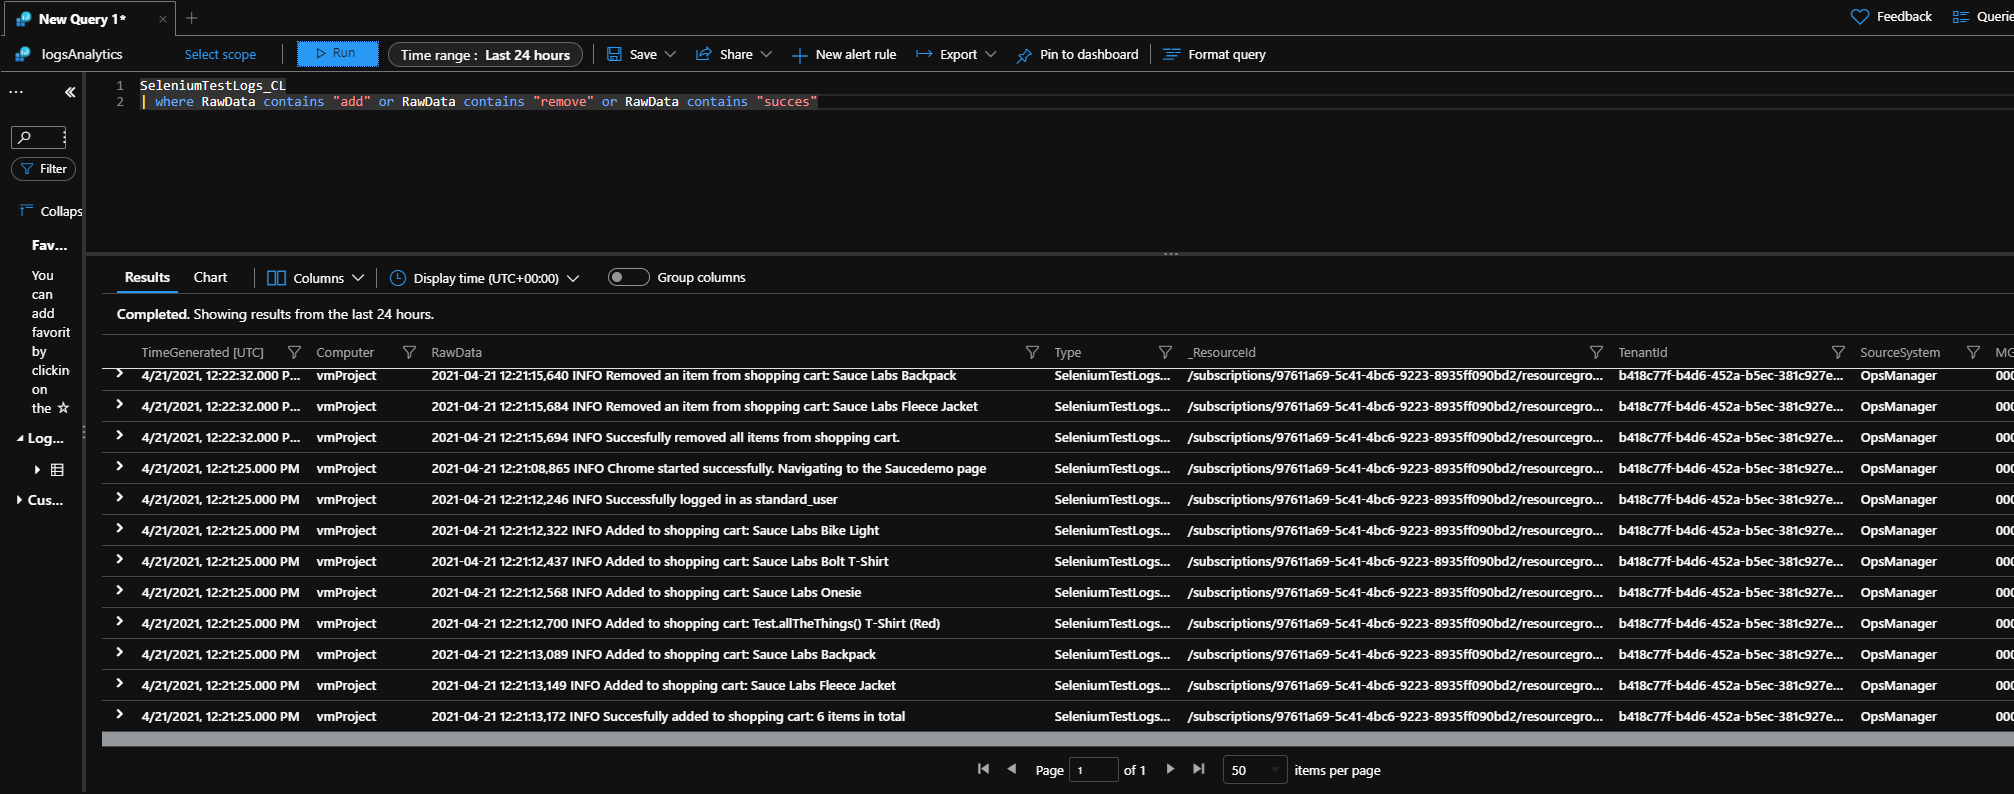 New Query 1*
Feedback
Querie
logsAnalytics Select scope Run Time range : Last 24 hours Save Share New alert rule Export Pin to dashboard Format query
1 SeleniumTestLogs_CL
2 | where RawData contains "add" or RawData contains "remove" or RawData contains "succes"
Filter
Collaps
Fav...
You
can
add
favorit
by
clickin
on
the
Log...
Cus...
Results Chart Columns Display time (UTC+00:00) Group columns
Completed. Showing results from the last 24 hours.
TimeGenerated [UTC] Computer RawData Type _ResourceId TenantId SourceSystem MG
4/21/2021, 12:22:32.000 P... vmProject 2021-04-21 12:21:15,640 INFO Removed an item from shopping cart: Sauce Labs Backpack SeleniumTestLogs... /subscriptions/97611a69-5c41-4bc6-9223-8935ff090bd2/resourcegro... b418c77f-b4d6-452a-b5ec-381c927e... OpsManager 000
4/21/2021, 12:22:32.000 P... vmProject 2021-04-21 12:21:15,684 INFO Removed an item from shopping cart: Sauce Labs Fleece Jacket SeleniumTestLogs... /subscriptions/97611a69-5c41-4bc6-9223-8935ff090bd2/resourcegro... b418c77f-b4d6-452a-b5ec-381c927e... OpsManager 000
4/21/2021, 12:22:32.000 P... vmProject 2021-04-21 12:21:15,694 INFO Succesfully removed all items from shopping cart. SeleniumTestLogs... /subscriptions/97611a69-5c41-4bc6-9223-8935ff090bd2/resourcegro... b418c77f-b4d6-452a-b5ec-381c927e... OpsManager 000
4/21/2021, 12:21:25.000 PM vmProject 2021-04-21 12:21:08,865 INFO Chrome started successfully. Navigating to the Saucedemo page SeleniumTestLogs... /subscriptions/97611a69-5c41-4bc6-9223-8935ff090bd2/resourcegro... b418c77f-b4d6-452a-b5ec-381c927e... OpsManager 000
4/21/2021, 12:21:25.000 PM vmProject 2021-04-21 12:21:12,246 INFO Successfully logged in as standard_user SeleniumTestLogs... /subscriptions/97611a69-5c41-4bc6-9223-8935ff090bd2/resourcegro... b418c77f-b4d6-452a-b5ec-381c927e... OpsManager 000
4/21/2021, 12:21:25.000 PM vmProject 2021-04-21 12:21:12,322 INFO Added to shopping cart: Sauce Labs Bike Light SeleniumTestLogs... /subscriptions/97611a69-5c41-4bc6-9223-8935ff090bd2/resourcegro... b418c77f-b4d6-452a-b5ec-381c927e... OpsManager 000
4/21/2021, 12:21:25.000 PM vmProject 2021-04-21 12:21:12,437 INFO Added to shopping cart: Sauce Labs Bolt T-Shirt SeleniumTestLogs... /subscriptions/97611a69-5c41-4bc6-9223-8935ff090bd2/resourcegro... b418c77f-b4d6-452a-b5ec-381c927e... OpsManager 000
4/21/2021, 12:21:25.000 PM vmProject 2021-04-21 12:21:12,568 INFO Added to shopping cart: Sauce Labs Onesie SeleniumTestLogs... /subscriptions/97611a69-5c41-4bc6-9223-8935ff090bd2/resourcegro... b418c77f-b4d6-452a-b5ec-381c927e... OpsManager 000
4/21/2021, 12:21:25.000 PM vmProject 2021-04-21 12:21:12,700 INFO Added to shopping cart: Test.allTheThings() T-Shirt (Red) SeleniumTestLogs... /subscriptions/97611a69-5c41-4bc6-9223-8935ff090bd2/resourcegro... b418c77f-b4d6-452a-b5ec-381c927e... OpsManager 000
4/21/2021, 12:21:25.000 PM vmProject 2021-04-21 12:21:13,089 INFO Added to shopping cart: Sauce Labs Backpack SeleniumTestLogs... /subscriptions/97611a69-5c41-4bc6-9223-8935ff090bd2/resourcegro... b418c77f-b4d6-452a-b5ec-381c927e... OpsManager 000
4/21/2021, 12:21:25.000 PM vmProject 2021-04-21 12:21:13,149 INFO Added to shopping cart: Sauce Labs Fleece Jacket SeleniumTestLogs... /subscriptions/97611a69-5c41-4bc6-9223-8935ff090bd2/resourcegro... b418c77f-b4d6-452a-b5ec-381c927e... OpsManager 000
4/21/2021, 12:21:25.000 PM vmProject 2021-04-21 12:21:13,172 INFO Succesfully added to shopping cart: 6 items in total SeleniumTestLogs... /subscriptions/97611a69-5c41-4bc6-9223-8935ff090bd2/resourcegro... b418c77f-b4d6-452a-b5ec-381c927e... OpsManager 000
Page 1 of 1 50 items per page